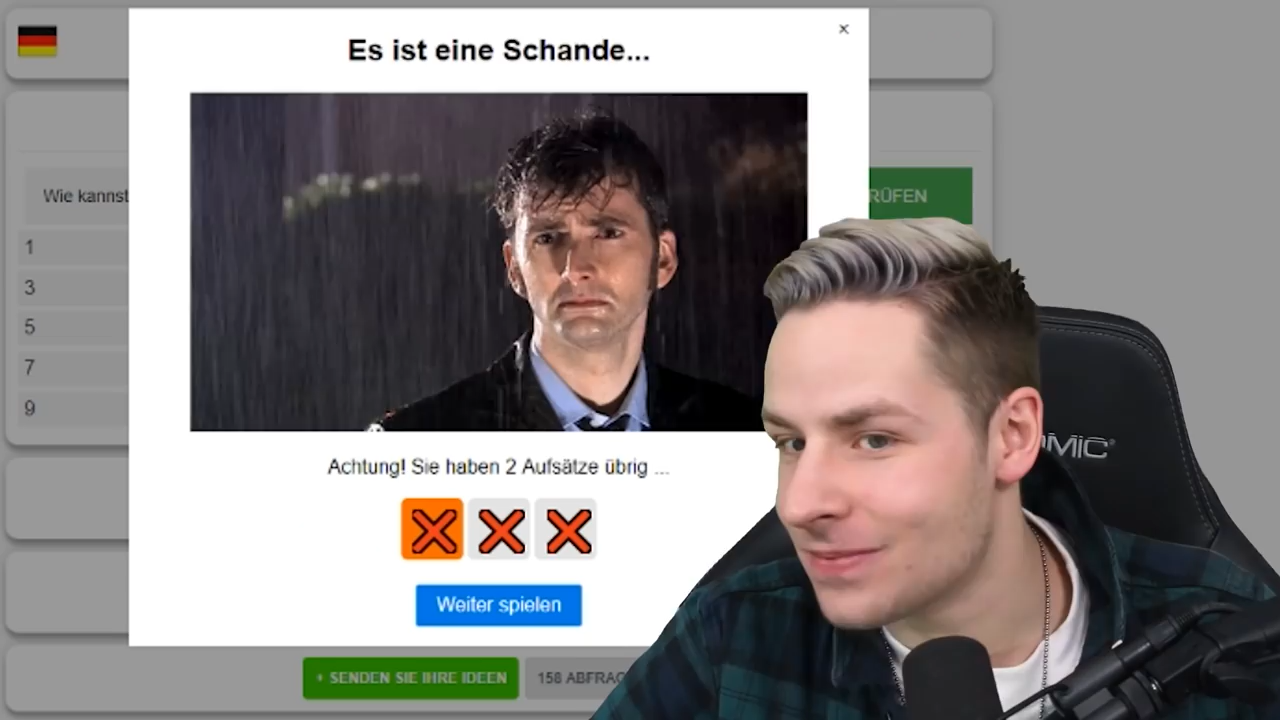 Es ist eine Schande...
×
Wie kannst
RÜFEN
1
3
5
7
9
Achtung! Sie haben 2 Aufsätze übrig ...
Weiter spielen
+ SENDEN SIE IHRE IDEEN
158 ABFRAG